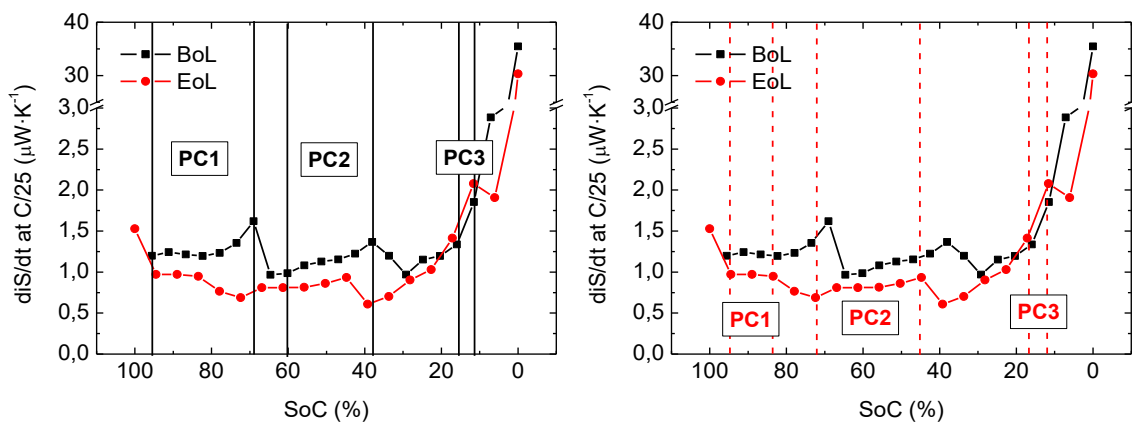 40
30
3,0
2,5
2,0
1,5
1,0
0,5
0,0
diS/dt at C/25 (µW·K⁻¹)
BoL
EoL
PC1
PC2
PC3
100 80 60 40 20 0
SoC (%)
40
30
3,0
2,5
2,0
1,5
1,0
0,5
0,0
diS/dt at C/25 (µW·K⁻¹)
BoL
EoL
PC1
PC2
PC3
100 80 60 40 20 0
SoC (%)